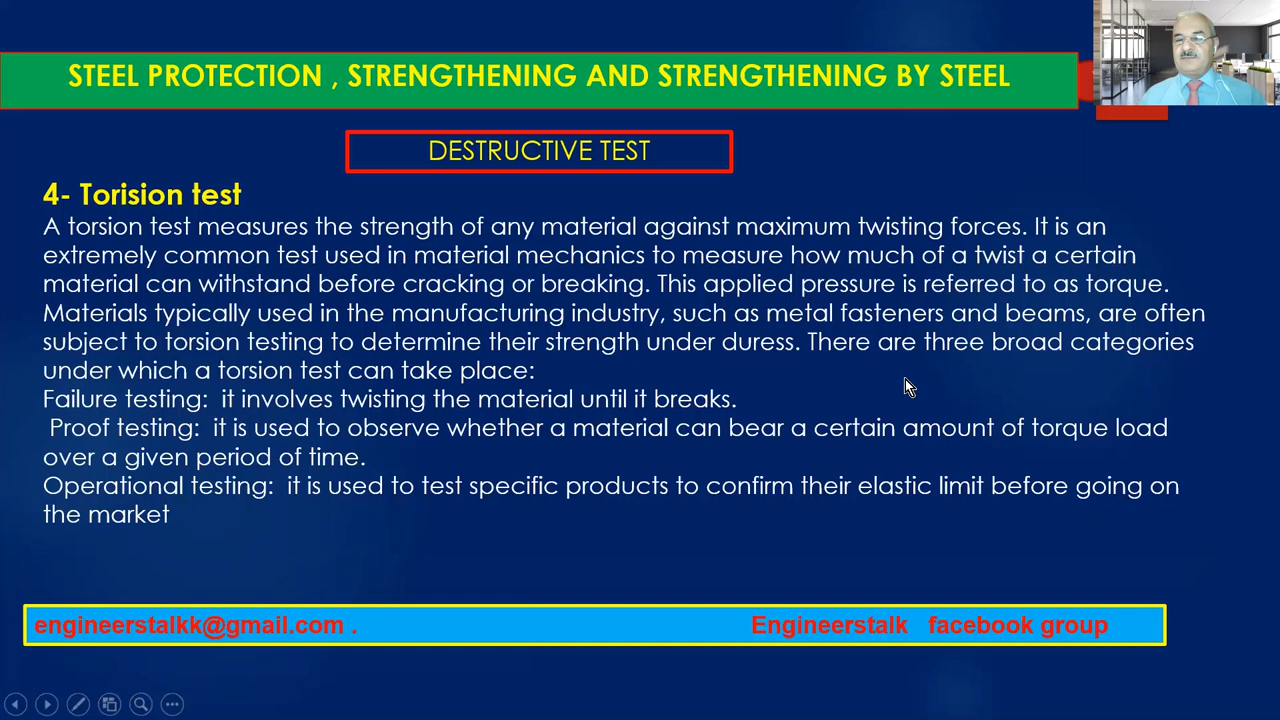 STEEL PROTECTION , STRENGTHENING AND STRENGTHENING BY STEEL
DESTRUCTIVE TEST
4- Torision test
A torsion test measures the strength of any material against maximum twisting forces. It is an
extremely common test used in material mechanics to measure how much of a twist a certain
material can withstand before cracking or breaking. This applied pressure is referred to as torque.
Materials typically used in the manufacturing industry, such as metal fasteners and beams, are often
subject to torsion testing to determine their strength under duress. There are three broad categories
under which a torsion test can take place:
Failure testing: it involves twisting the material until it breaks.
Proof testing: it is used to observe whether a material can bear a certain amount of torque load
over a given period of time.
Operational testing: it is used to test specific products to confirm their elastic limit before going on
the market
engineerstalkk@gmail.com . Engineerstalk facebook group